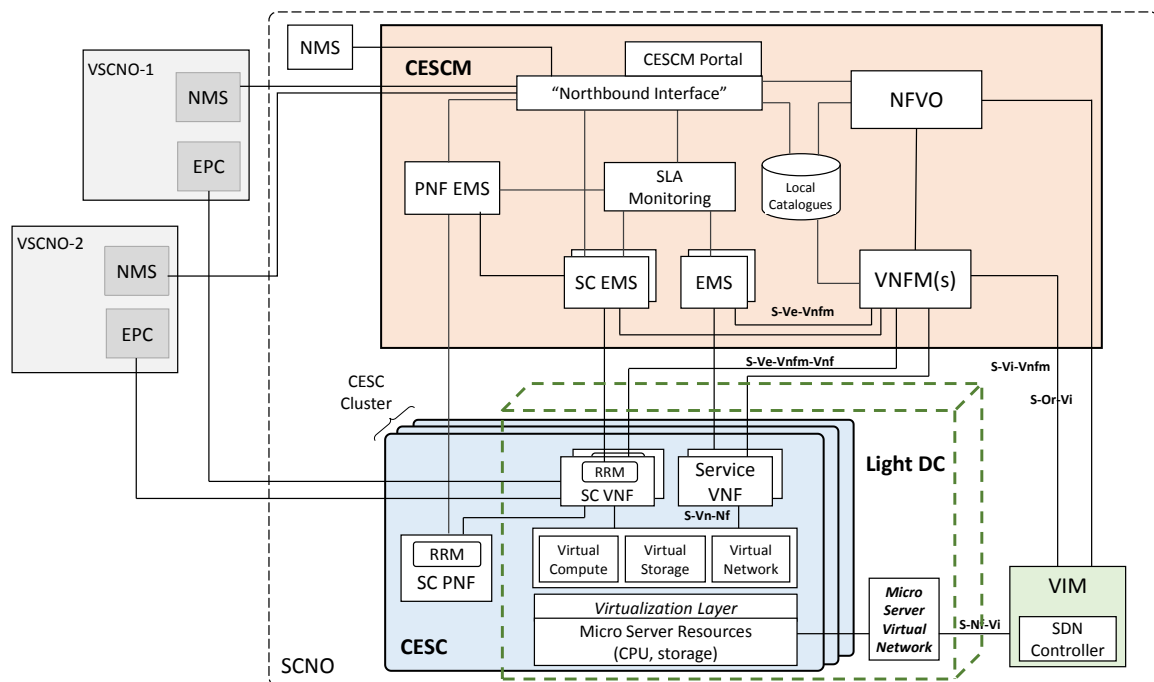 NMS
CESCM
CESCM Portal
“Northbound Interface”
NFVO
VSCNO-1
NMS
EPC
PNF EMS
SLA
Monitoring
Local
Catalogues
VSCNO-2
NMS
EPC
SC EMS
EMS
VNFM(s)
S-Ve-Vnfm
S-Ve-Vnfm-Vnf
S-Vi-Vnfm
S-Or-Vi
CESC
Cluster
Light DC
RRM
SC VNF
Service
VNF
S-Vn-Nf
RRM
SC PNF
Virtual
Compute
Virtual
Storage
Virtual
Network
Virtualization Layer
Micro Server Resources
(CPU, storage)
CESC
Micro
Server
Virtual
Network
S-Nf-Vi
VIM
SDN
Controller
SCNO